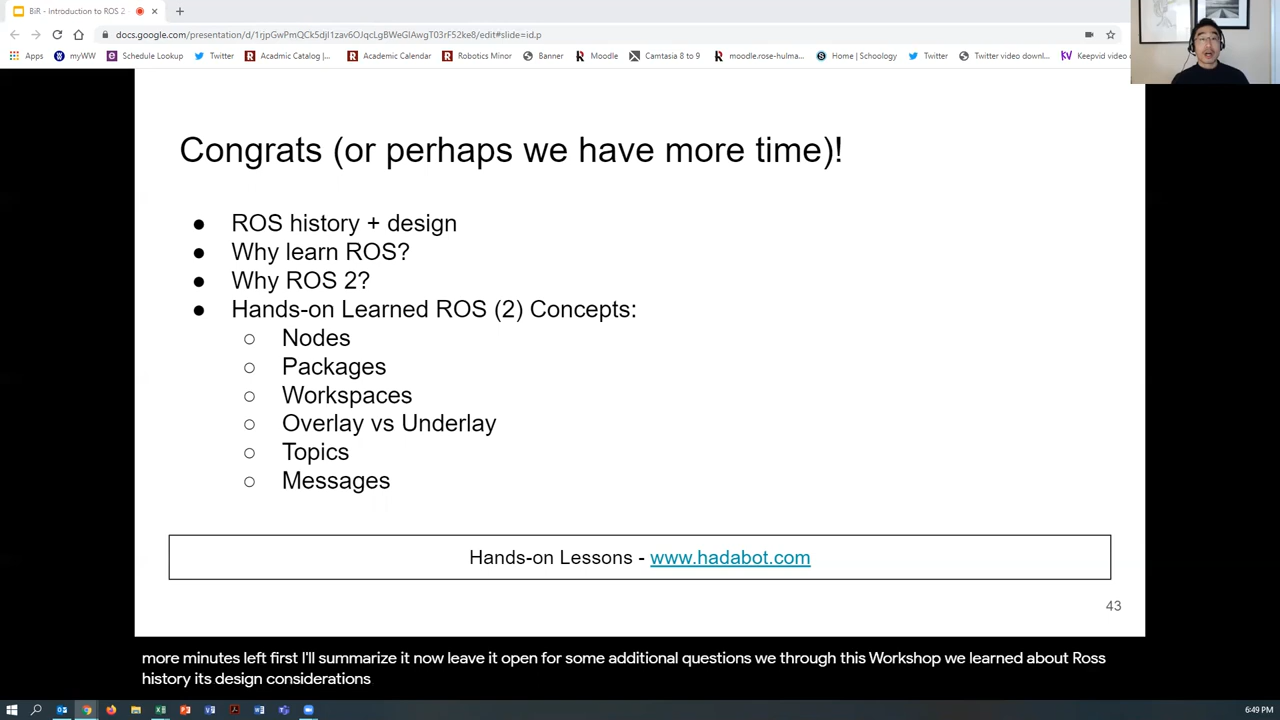 BiR - Introduction to ROS 2
docs.google.com/presentation/d/1rjpGwPmQCk5djI1zav6OJqcLgBWeGlAwgT03rF52ke8/edit#slide=id.p
Apps myWW Schedule Lookup Twitter Acadmic Catalog |... Academic Calendar Robotics Minor Banner Moodle Camtasia 8 to 9 moodle.rose-hulma... Home | Schoology Twitter Twitter video downl... Keepvid video
Congrats (or perhaps we have more time)!
● ROS history + design
● Why learn ROS?
● Why ROS 2?
● Hands-on Learned ROS (2) Concepts:
○ Nodes
○ Packages
○ Workspaces
○ Overlay vs Underlay
○ Topics
○ Messages
Hands-on Lessons - www.hadabot.com
43
more minutes left first I'll summarize it now leave it open for some additional questions we through this Workshop we learned about Ross
history its design considerations
6:49 PM